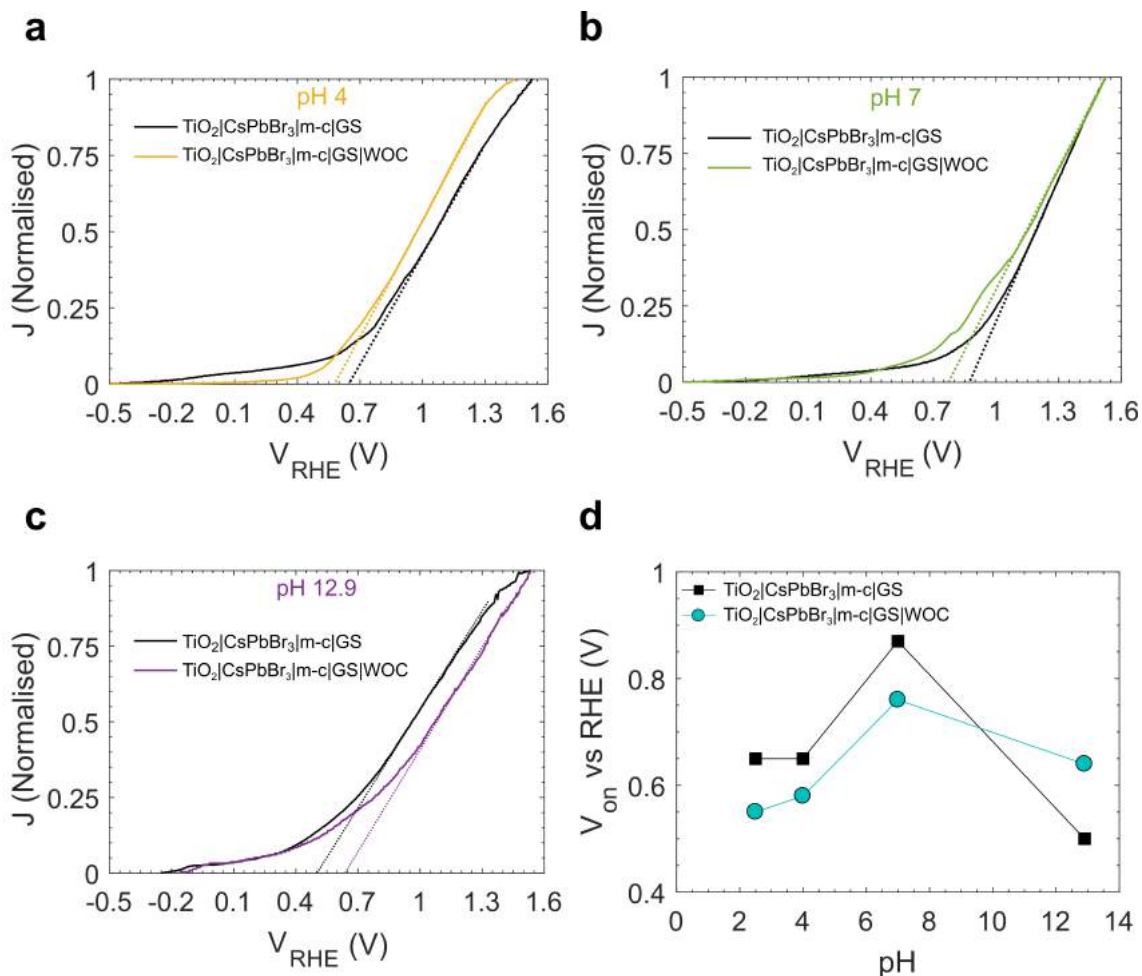 a
pH 4
TiO₂|CsPbBr₃|m-c|GS
TiO₂|CsPbBr₃|m-c|GS|WOC
J (Normalised)
1
0.75
0.5
0.25
0
-0.5 -0.2 0.1 0.4 0.7 1 1.3 1.6
V_RHE (V)
b
pH 7
TiO₂|CsPbBr₃|m-c|GS
TiO₂|CsPbBr₃|m-c|GS|WOC
J (Normalised)
1
0.75
0.5
0.25
0
-0.5 -0.2 0.1 0.4 0.7 1 1.3 1.6
V_RHE (V)
c
pH 12.9
TiO₂|CsPbBr₃|m-c|GS
TiO₂|CsPbBr₃|m-c|GS|WOC
J (Normalised)
1
0.75
0.5
0.25
0
-0.5 -0.2 0.1 0.4 0.7 1 1.3 1.6
V_RHE (V)
d
TiO₂|CsPbBr₃|m-c|GS
TiO₂|CsPbBr₃|m-c|GS|WOC
V_on vs RHE (V)
1
0.8
0.6
0.4
0 2 4 6 8 10 12 14
pH